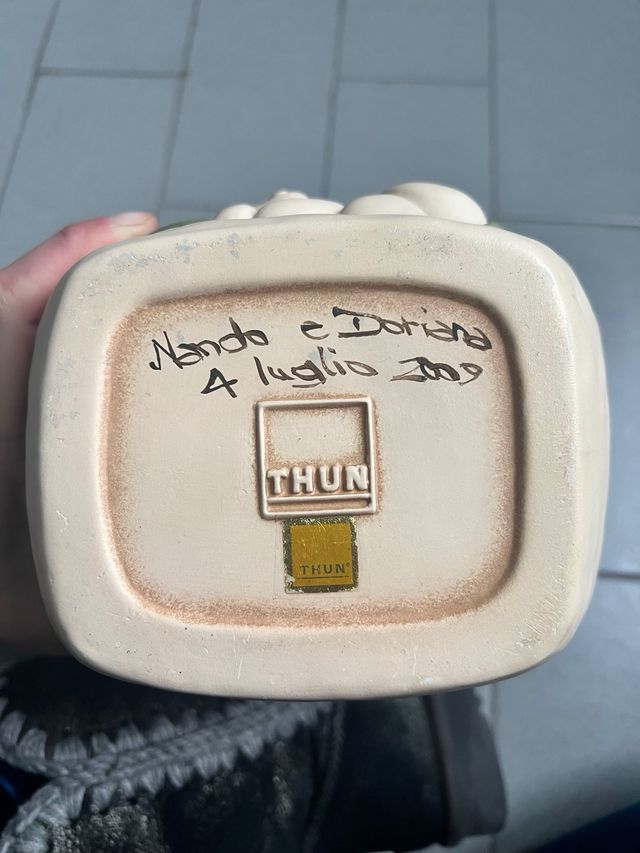 Nando e Doriana
4 luglio 2009
THUN
THUN®